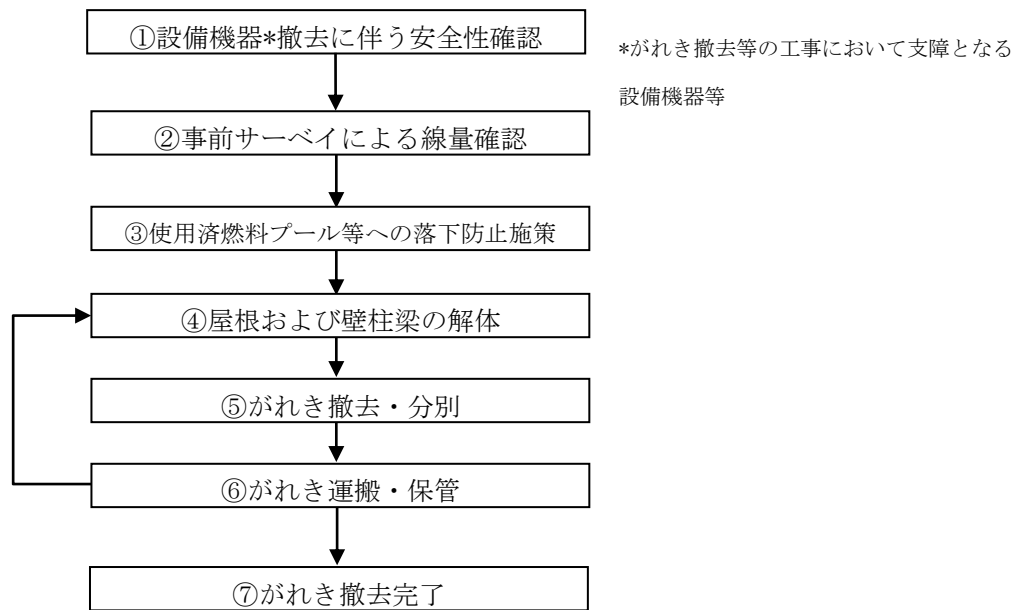 ①設備機器*撤去に伴う安全性確認
*がれき撤去等の工事において支障となる
設備機器等
②事前サーベイによる線量確認
③使用済燃料プール等への落下防止施策
④屋根および壁柱梁の解体
⑤がれき撤去・分別
⑥がれき運搬・保管
⑦がれき撤去完了